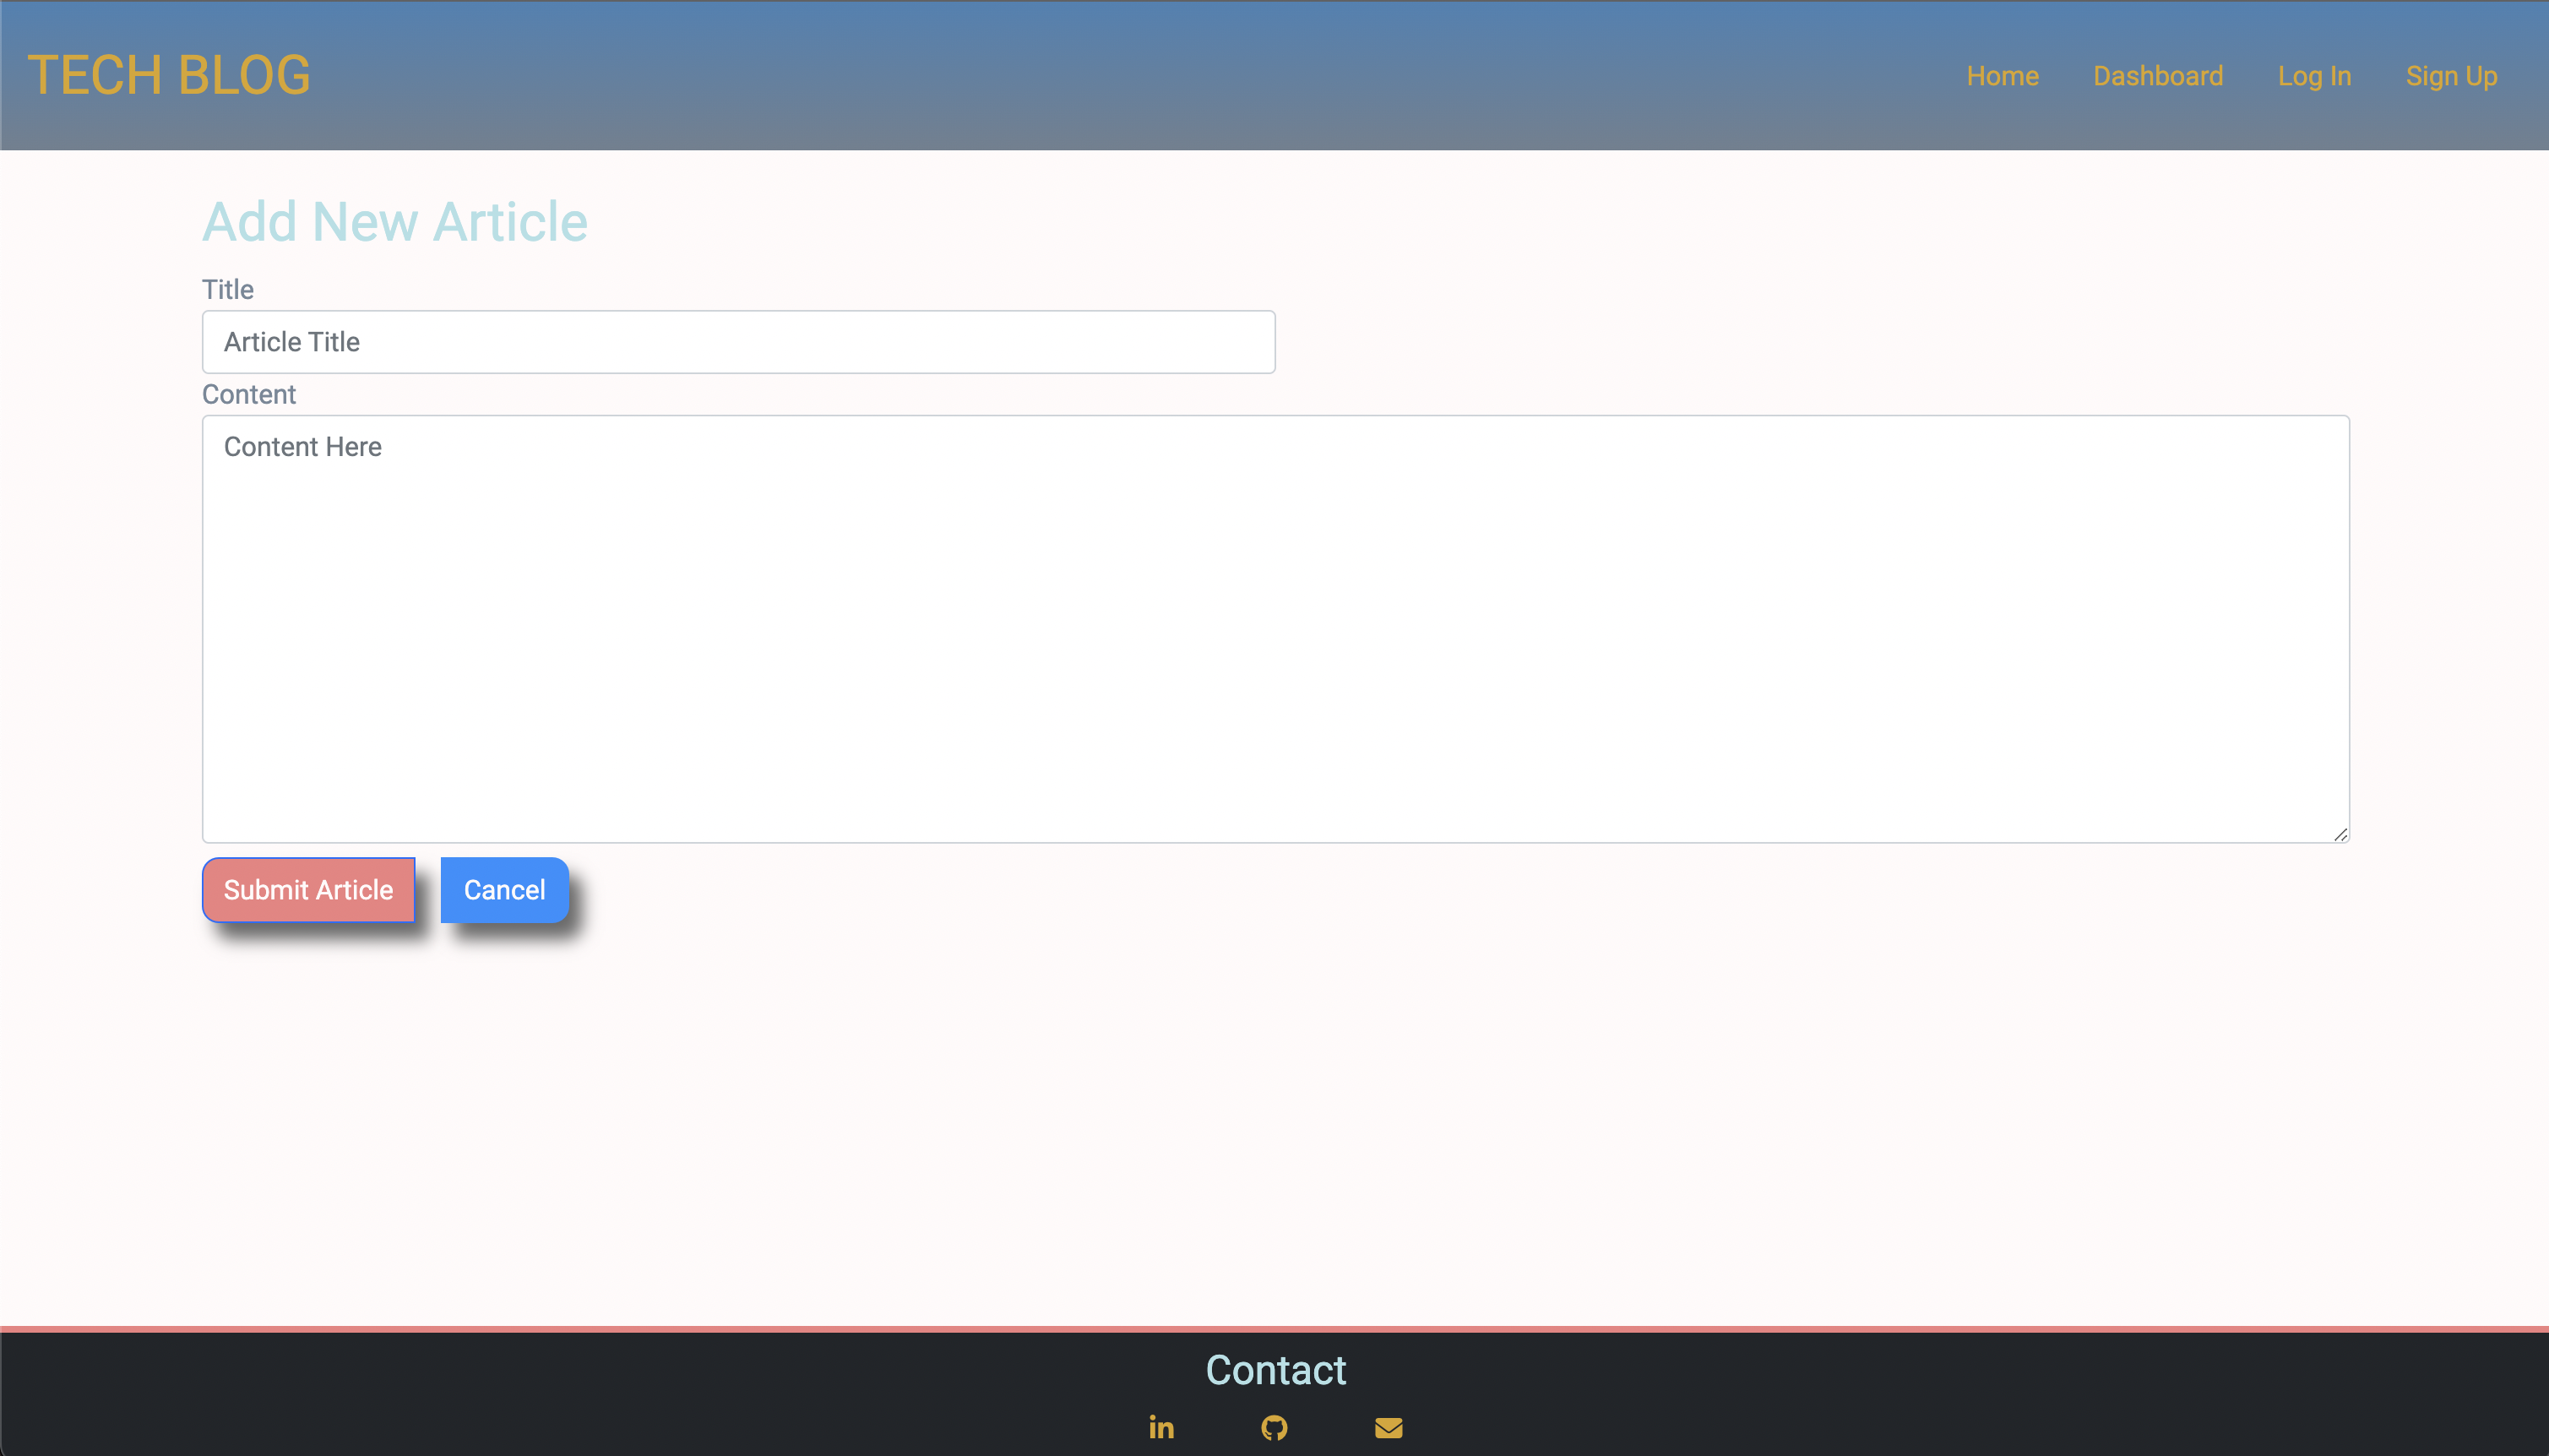 TECH BLOG
Home Dashboard Log In Sign Up
Add New Article
Title
Article Title
Content
Content Here
Submit Article Cancel
Contact